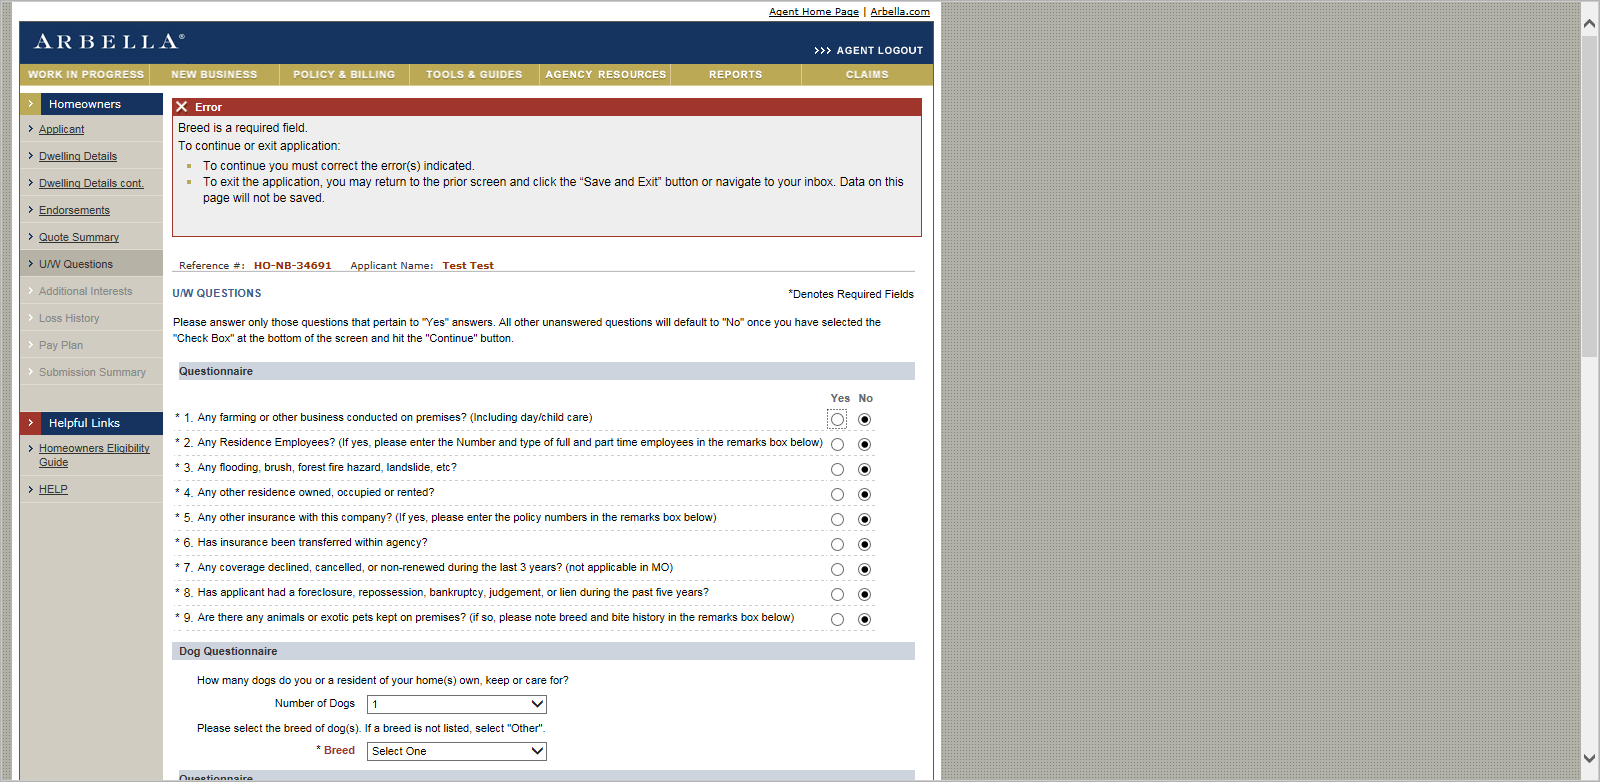 Agent Home Page | Arbella.com
ARBELLA®
>>> AGENT LOGOUT
WORK IN PROGRESS NEW BUSINESS POLICY & BILLING TOOLS & GUIDES AGENCY RESOURCES REPORTS CLAIMS
Homeowners
Applicant
Dwelling Details
Dwelling Details cont.
Endorsements
Quote Summary
U/W Questions
Additional Interests
Loss History
Pay Plan
Submission Summary
Helpful Links
Homeowners Eligibility
Guide
HELP
Error
Breed is a required field.
To continue or exit application:
To continue you must correct the error(s) indicated.
To exit the application, you may return to the prior screen and click the “Save and Exit” button or navigate to your inbox. Data on this
page will not be saved.
Reference #: HO-NB-34691 Applicant Name: Test Test
U/W QUESTIONS
*Denotes Required Fields
Please answer only those questions that pertain to "Yes" answers. All other unanswered questions will default to "No" once you have selected the
"Check Box" at the bottom of the screen and hit the "Continue" button.
Questionnaire
Yes No
* 1. Any farming or other business conducted on premises? (Including day/child care)
* 2. Any Residence Employees? (If yes, please enter the Number and type of full and part time employees in the remarks box below)
* 3. Any flooding, brush, forest fire hazard, landslide, etc?
* 4. Any other residence owned, occupied or rented?
* 5. Any other insurance with this company? (If yes, please enter the policy numbers in the remarks box below)
* 6. Has insurance been transferred within agency?
* 7. Any coverage declined, cancelled, or non-renewed during the last 3 years? (not applicable in MO)
* 8. Has applicant had a foreclosure, repossession, bankruptcy, judgement, or lien during the past five years?
* 9. Are there any animals or exotic pets kept on premises? (if so, please note breed and bite history in the remarks box below)
Dog Questionnaire
How many dogs do you or a resident of your home(s) own, keep or care for?
Number of Dogs 1
Please select the breed of dog(s). If a breed is not listed, select "Other".
* Breed Select One
Questionnaire